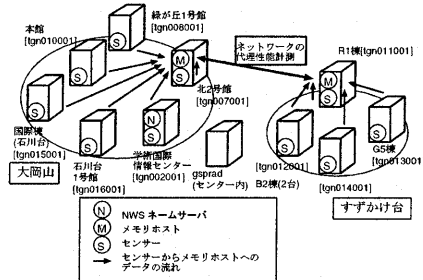 緑が丘1号館
[tgn008001]
本館
[tgn010001]
ネットワークの
代理性能計測
R1棟[tgn011001]
北2号館
[tgn007001]
国際棟
(石川台)
[tgn015001]
石川台
1号館
[tgn016001]
学術国際
情報センター
[tgn002001]
gsprad
(センター内)
[tgn012001]
B2棟(2台)
[tgn014001]
G5棟
[tgn013001]
大岡山
すずかけ台
M
S
S
S
S
S
N
S
M
S
S
S
S
N NWS ネームサーバ
M メモリホスト
S センサー
センサーからメモリホストへの
データの流れ